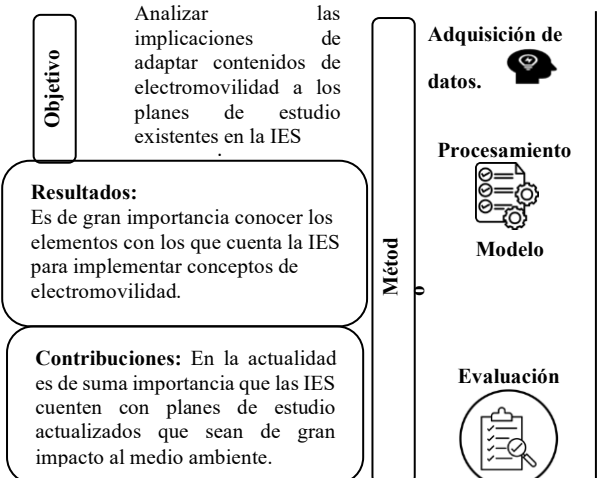 Objetivo
Analizar las
implicaciones de
adaptar contenidos de
electromovilidad a los
planes de estudio
existentes en la IES
.
Resultados:
Es de gran importancia conocer los
elementos con los que cuenta la IES
para implementar conceptos de
electromovilidad.
Contribuciones: En la actualidad
es de suma importancia que las IES
cuenten con planes de estudio
actualizados que sean de gran
impacto al medio ambiente.
Métod
o
Adquisición de
datos.
Procesamiento
Modelo
Evaluación